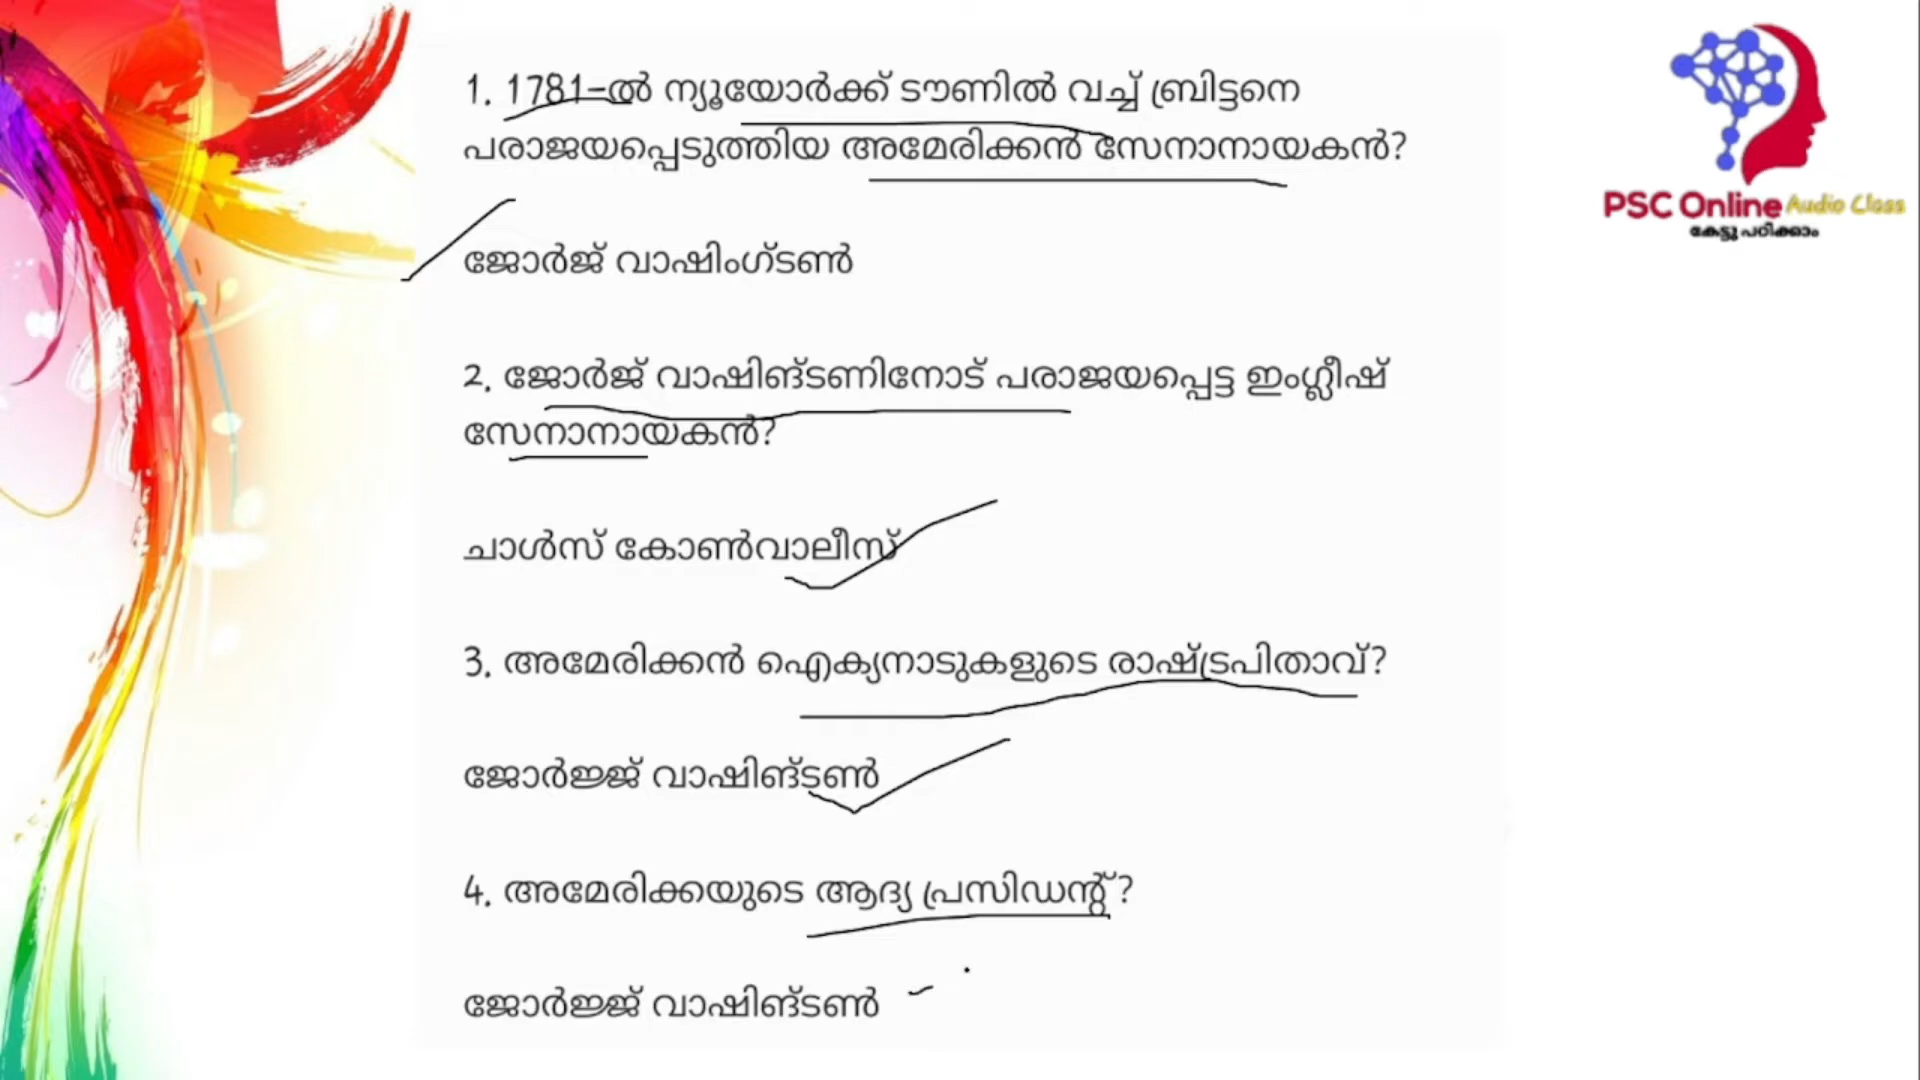 1. 1781-ൽ ന്യൂയോർക്ക് ടൗണിൽ വച്ച് ബ്രിട്ടനെ
പരാജയപ്പെടുത്തിയ അമേരിക്കൻ സേനാനായകൻ?
ജോർജ് വാഷിംഗ്ടൺ
2. ജോർജ് വാഷിങ്ടണിനോട് പരാജയപ്പെട്ട ഇംഗ്ലീഷ്
സേനാനായകൻ?
ചാൾസ് കോൺവാലീസ്
3. അമേരിക്കൻ ഐക്യനാടുകളുടെ രാഷ്ട്രപിതാവ്?
ജോർജ്ജ് വാഷിങ്ടൺ
4. അമേരിക്കയുടെ ആദ്യ പ്രസിഡന്റ്?
ജോർജ്ജ് വാഷിങ്ടൺ
PSC Online Audio Class
കേട്ടു പഠിക്കാം